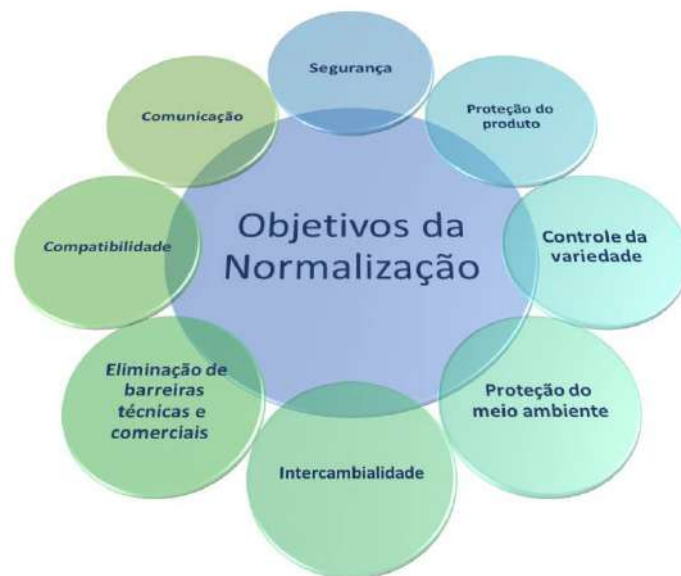 Objetivos da
Normalização
Segurança
Proteção do
produto
Controle da
variedade
Proteção do
meio ambiente
Intercambialidade
Eliminação de
barreiras
técnicas e
comerciais
Compatibilidade
Comunicação